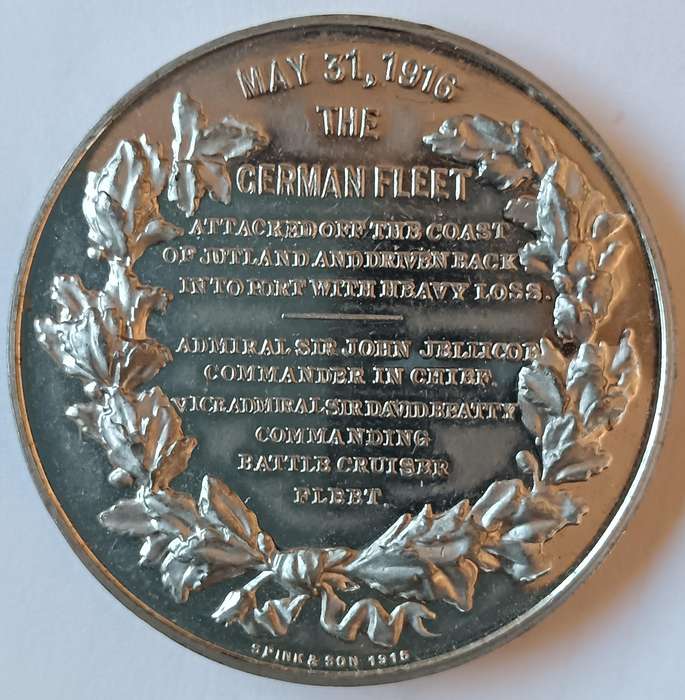 MAY 31, 1916
THE
GERMAN FLEET
ATTACKED OFF THE COAST
OF JUTLAND AND DRIVEN BACK
INTO PORT WITH HEAVY LOSS.
ADMIRAL SIR JOHN JELLICOE
COMMANDER IN CHIEF.
VICE ADMIRAL SIR DAVID BEATTY
COMMANDING
BATTLE CRUISER
FLEET.
SPINK & SON 1916